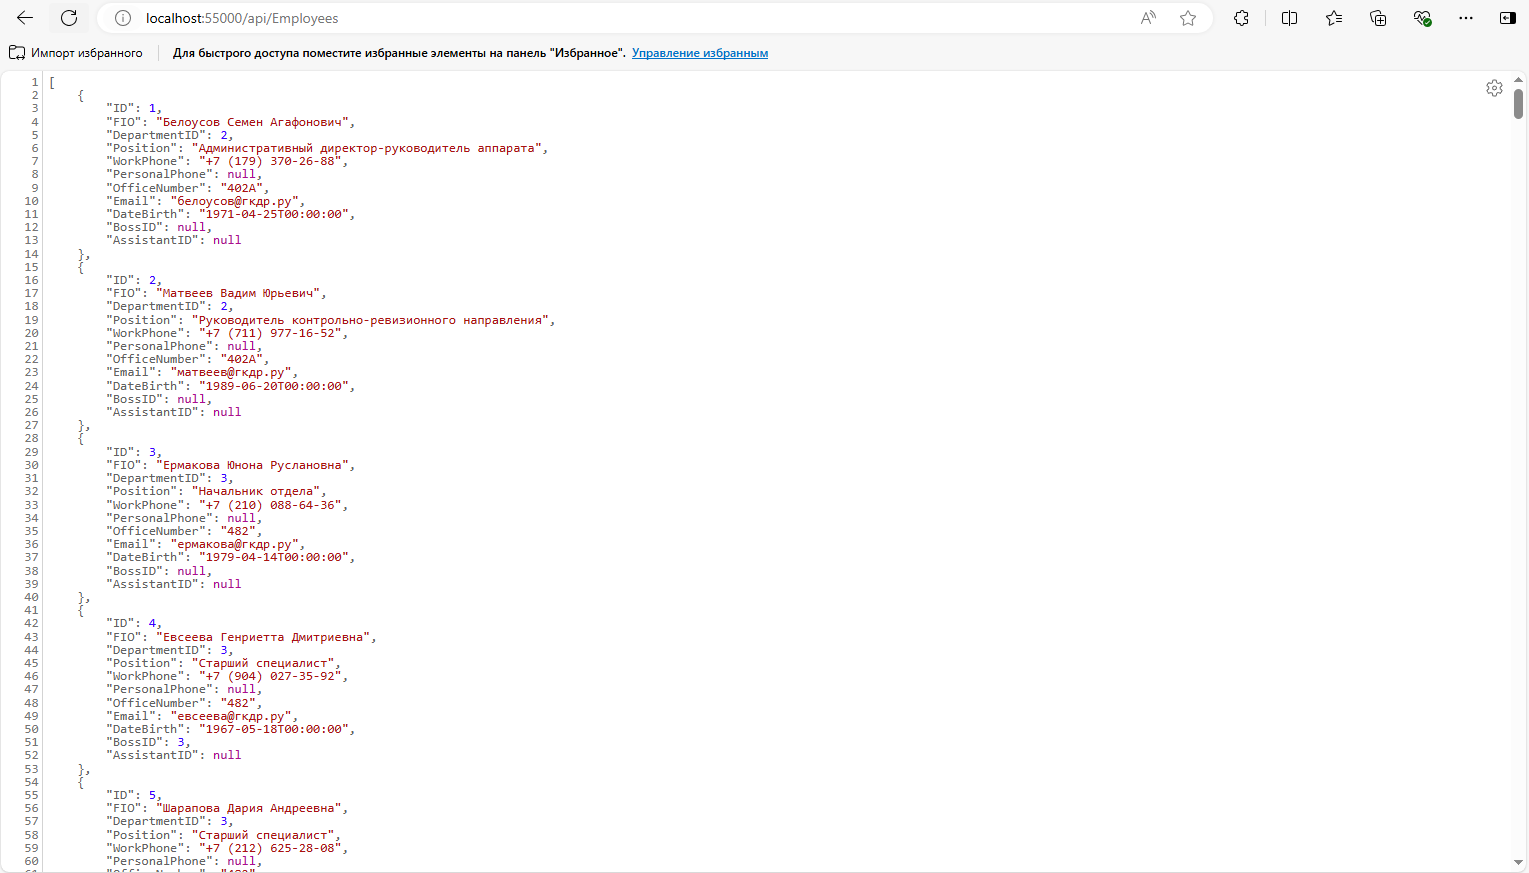 localhost:55000/api/Employees
Импорт избранного Для быстрого доступа поместите избранные элементы на панель "Избранное". Управление избранным
1 [
2 {
3 "ID": 1,
4 "FIO": "Белоусов Семен Агафонович",
5 "DepartmentID": 2,
6 "Position": "Административный директор-руководитель аппарата",
7 "WorkPhone": "+7 (179) 370-26-88",
8 "PersonalPhone": null,
9 "OfficeNumber": "402A",
10 "Email": "белоусов@гкдр.ру",
11 "DateBirth": "1971-04-25T00:00:00",
12 "BossID": null,
13 "AssistantID": null
14 },
15 {
16 "ID": 2,
17 "FIO": "Матвеев Вадим Юрьевич",
18 "DepartmentID": 2,
19 "Position": "Руководитель контрольно-ревизионного направления",
20 "WorkPhone": "+7 (711) 977-16-52",
21 "PersonalPhone": null,
22 "OfficeNumber": "402A",
23 "Email": "матвеев@гкдр.ру",
24 "DateBirth": "1989-06-20T00:00:00",
25 "BossID": null,
26 "AssistantID": null
27 },
28 {
29 "ID": 3,
30 "FIO": "Ермакова Юнона Руслановна",
31 "DepartmentID": 3,
32 "Position": "Начальник отдела",
33 "WorkPhone": "+7 (210) 088-64-36",
34 "PersonalPhone": null,
35 "OfficeNumber": "482",
36 "Email": "ермакова@гкдр.ру",
37 "DateBirth": "1979-04-14T00:00:00",
38 "BossID": null,
39 "AssistantID": null
40 },
41 {
42 "ID": 4,
43 "FIO": "Евсеева Генриетта Дмитриевна",
44 "DepartmentID": 3,
45 "Position": "Старший специалист",
46 "WorkPhone": "+7 (904) 027-35-92",
47 "PersonalPhone": null,
48 "OfficeNumber": "482",
49 "Email": "евсеева@гкдр.ру",
50 "DateBirth": "1967-05-18T00:00:00",
51 "BossID": 3,
52 "AssistantID": null
53 },
54 {
55 "ID": 5,
56 "FIO": "Шарапова Дария Андреевна",
57 "DepartmentID": 3,
58 "Position": "Старший специалист",
59 "WorkPhone": "+7 (212) 625-28-08",
60 "PersonalPhone": null,